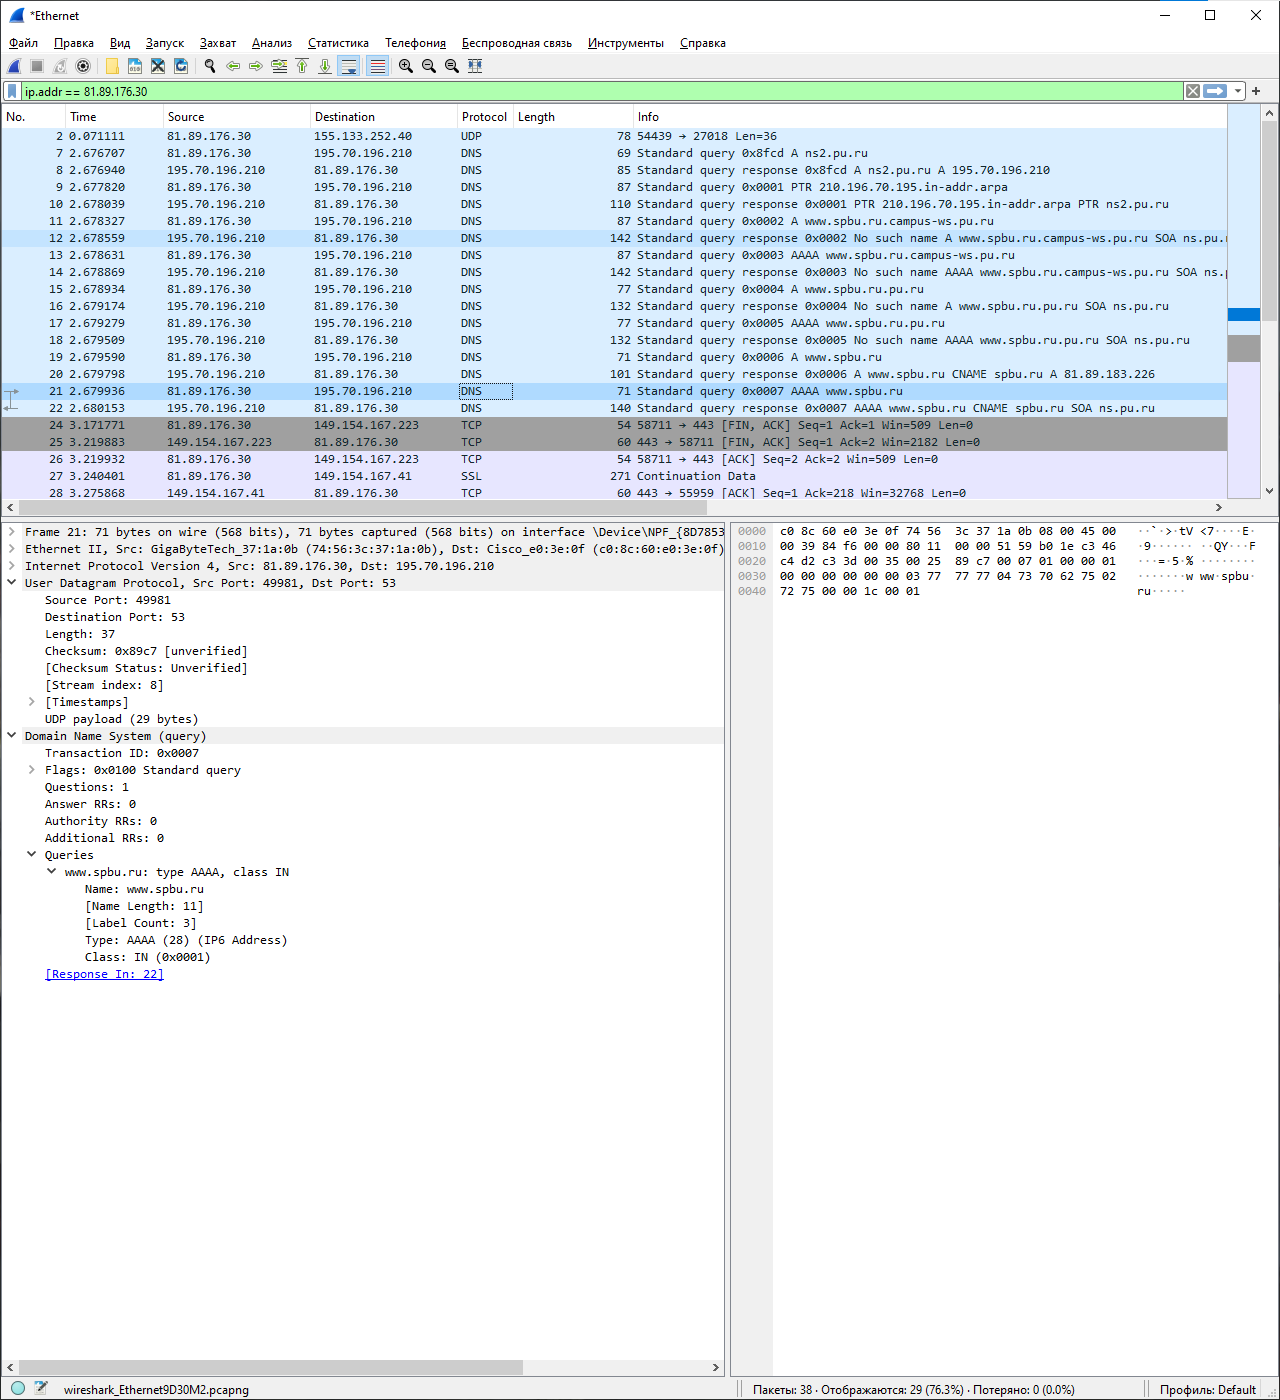 *Ethernet
Файл Правка Вид Запуск Захват Анализ Статистика Телефония Беспроводная связь Инструменты Справка
ip.addr == 81.89.176.30
No. Time Source Destination Protocol Length Info
2 0.071111 81.89.176.30 155.133.252.40 UDP 78 54439 → 27018 Len=36
7 2.676707 81.89.176.30 195.70.196.210 DNS 69 Standard query 0x8fcd A ns2.pu.ru
8 2.676940 195.70.196.210 81.89.176.30 DNS 85 Standard query response 0x8fcd A ns2.pu.ru A 195.70.196.210
9 2.677820 81.89.176.30 195.70.196.210 DNS 87 Standard query 0x0001 PTR 210.196.70.195.in-addr.arpa
10 2.678039 195.70.196.210 81.89.176.30 DNS 110 Standard query response 0x0001 PTR 210.196.70.195.in-addr.arpa PTR ns2.pu.ru
11 2.678327 81.89.176.30 195.70.196.210 DNS 87 Standard query 0x0002 A www.spbu.ru.campus-ws.pu.ru
12 2.678559 195.70.196.210 81.89.176.30 DNS 142 Standard query response 0x0002 No such name A www.spbu.ru.campus-ws.pu.ru SOA ns.pu.r
13 2.678631 81.89.176.30 195.70.196.210 DNS 87 Standard query 0x0003 AAAA www.spbu.ru.campus-ws.pu.ru
14 2.678869 195.70.196.210 81.89.176.30 DNS 142 Standard query response 0x0003 No such name AAAA www.spbu.ru.campus-ws.pu.ru SOA ns.p
15 2.678934 81.89.176.30 195.70.196.210 DNS 77 Standard query 0x0004 A www.spbu.ru.pu.ru
16 2.679174 195.70.196.210 81.89.176.30 DNS 132 Standard query response 0x0004 No such name A www.spbu.ru.pu.ru SOA ns.pu.ru
17 2.679279 81.89.176.30 195.70.196.210 DNS 77 Standard query 0x0005 AAAA www.spbu.ru.pu.ru
18 2.679509 195.70.196.210 81.89.176.30 DNS 132 Standard query response 0x0005 No such name AAAA www.spbu.ru.pu.ru SOA ns.pu.ru
19 2.679590 81.89.176.30 195.70.196.210 DNS 71 Standard query 0x0006 A www.spbu.ru
20 2.679798 195.70.196.210 81.89.176.30 DNS 101 Standard query response 0x0006 A www.spbu.ru CNAME spbu.ru A 81.89.183.226
21 2.679936 81.89.176.30 195.70.196.210 DNS 71 Standard query 0x0007 AAAA www.spbu.ru
22 2.680153 195.70.196.210 81.89.176.30 DNS 140 Standard query response 0x0007 AAAA www.spbu.ru CNAME spbu.ru SOA ns.pu.ru
24 3.171771 81.89.176.30 149.154.167.223 TCP 54 58711 → 443 [FIN, ACK] Seq=1 Ack=1 Win=509 Len=0
25 3.219883 149.154.167.223 81.89.176.30 TCP 60 443 → 58711 [FIN, ACK] Seq=1 Ack=2 Win=2182 Len=0
26 3.219932 81.89.176.30 149.154.167.223 TCP 54 58711 → 443 [ACK] Seq=2 Ack=2 Win=509 Len=0
27 3.240401 81.89.176.30 149.154.167.41 SSL 271 Continuation Data
28 3.275868 149.154.167.41 81.89.176.30 TCP 60 443 → 55959 [ACK] Seq=1 Ack=218 Win=32768 Len=0
Frame 21: 71 bytes on wire (568 bits), 71 bytes captured (568 bits) on interface \Device\NPF_{8D7853
Ethernet II, Src: GigaByteTech_37:1a:0b (74:56:3c:37:1a:0b), Dst: Cisco_e0:3e:0f (c0:8c:60:e0:3e:0f)
Internet Protocol Version 4, Src: 81.89.176.30, Dst: 195.70.196.210
User Datagram Protocol, Src Port: 49981, Dst Port: 53
Source Port: 49981
Destination Port: 53
Length: 37
Checksum: 0x89c7 [unverified]
[Checksum Status: Unverified]
[Stream index: 8]
[Timestamps]
UDP payload (29 bytes)
Domain Name System (query)
Transaction ID: 0x0007
Flags: 0x0100 Standard query
Questions: 1
Answer RRs: 0
Authority RRs: 0
Additional RRs: 0
Queries
www.spbu.ru: type AAAA, class IN
Name: www.spbu.ru
[Name Length: 11]
[Label Count: 3]
Type: AAAA (28) (IP6 Address)
Class: IN (0x0001)
[Response In: 22]
0000 c0 8c 60 e0 3e 0f 74 56 3c 37 1a 0b 08 00 45 00 ··`·>·tV <7····E·
0010 00 39 84 f6 00 00 80 11 00 00 51 59 b0 1e c3 46 ·9······ ··QY···F
0020 c4 d2 c3 3d 00 35 00 25 89 c7 00 07 01 00 00 01 ···=·5·% ········
0030 00 00 00 00 00 00 03 77 77 77 04 73 70 62 75 02 ·······w ww·spbu·
0040 72 75 00 00 1c 00 01 ru·····
wireshark_Ethernet9D30M2.pcapng Пакеты: 38 · Отображаются: 29 (76.3%) · Потеряно: 0 (0.0%) Профиль: Default